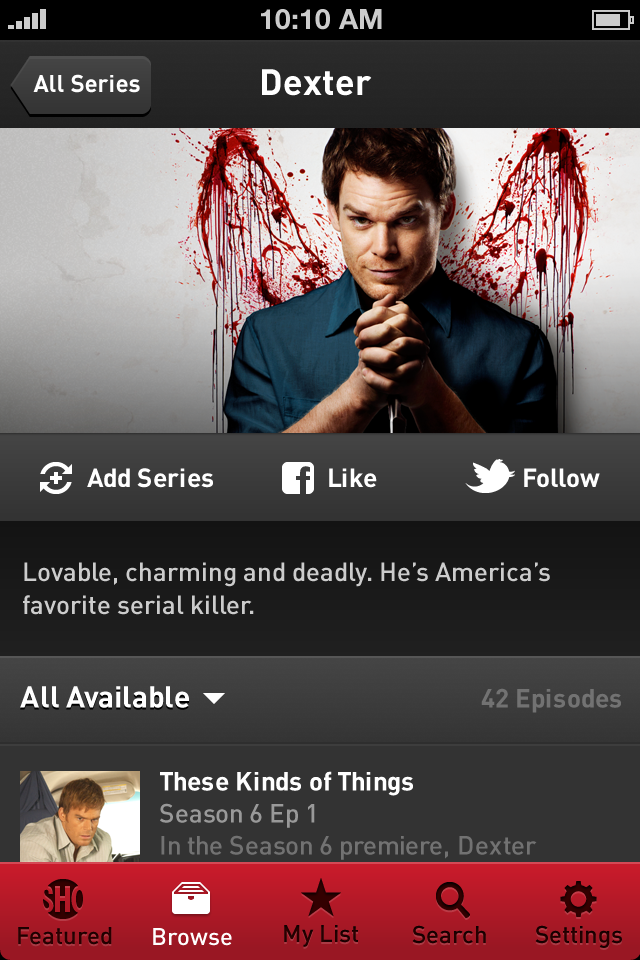 10:10 AM
All Series
Dexter
Add Series
Like
Follow
Lovable, charming and deadly. He’s America’s
favorite serial killer.
All Available
42 Episodes
These Kinds of Things
Season 6 Ep 1
In the Season 6 premiere, Dexter
SHO
Featured
Browse
My List
Search
Settings